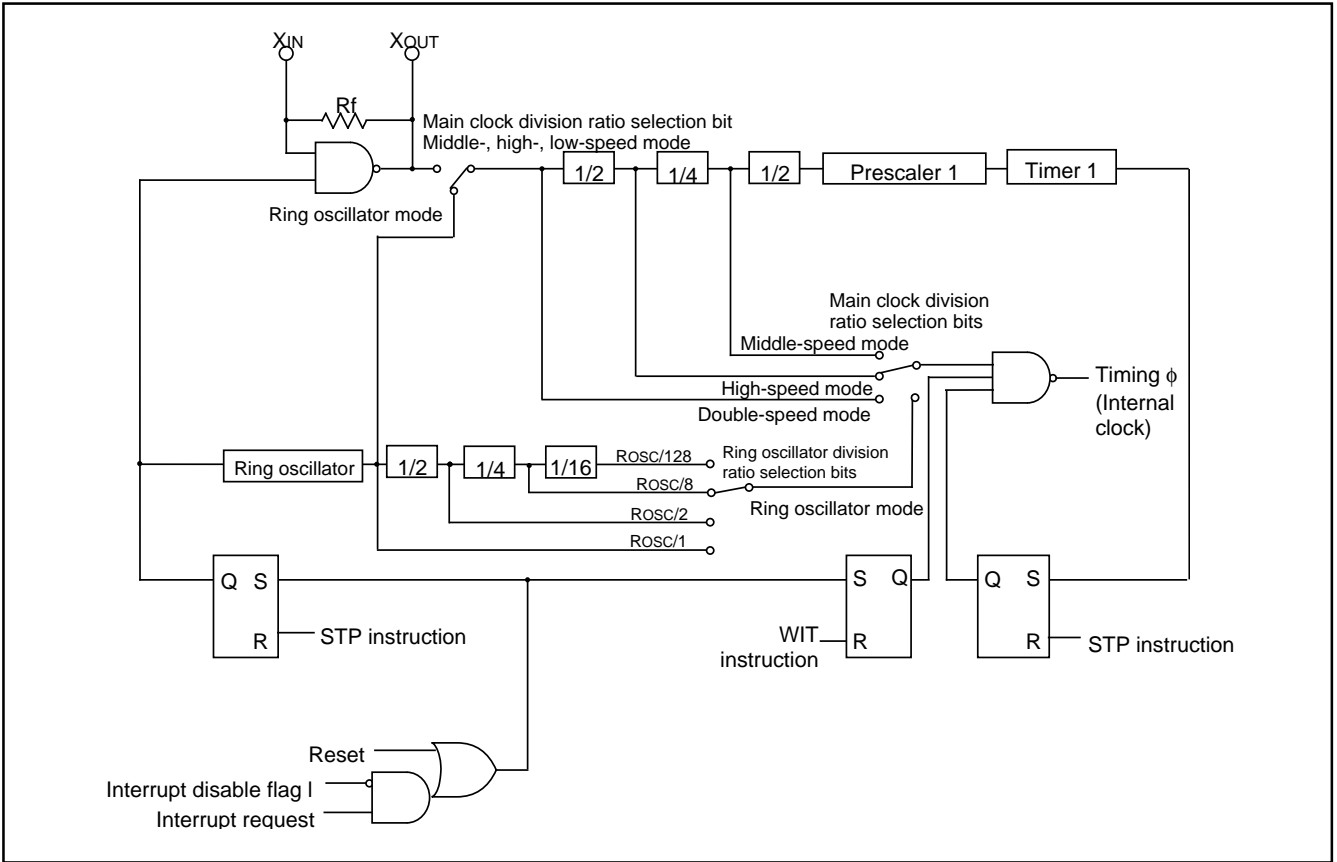 XIN
XOUT
Rf
Main clock division ratio selection bit
Middle-, high-, low-speed mode
1/2
1/4
1/2
Prescaler 1
Timer 1
Ring oscillator mode
Main clock division
ratio selection bits
Middle-speed mode
High-speed mode
Double-speed mode
Timing ϕ
(Internal
clock)
Ring oscillator
1/2
1/4
1/16
ROSC/128
ROSC/8
ROSC/2
ROSC/1
Ring oscillator division
ratio selection bits
Ring oscillator mode
Q S
R
STP instruction
S Q
R
WIT
instruction
Q S
R
STP instruction
Reset
Interrupt disable flag I
Interrupt request